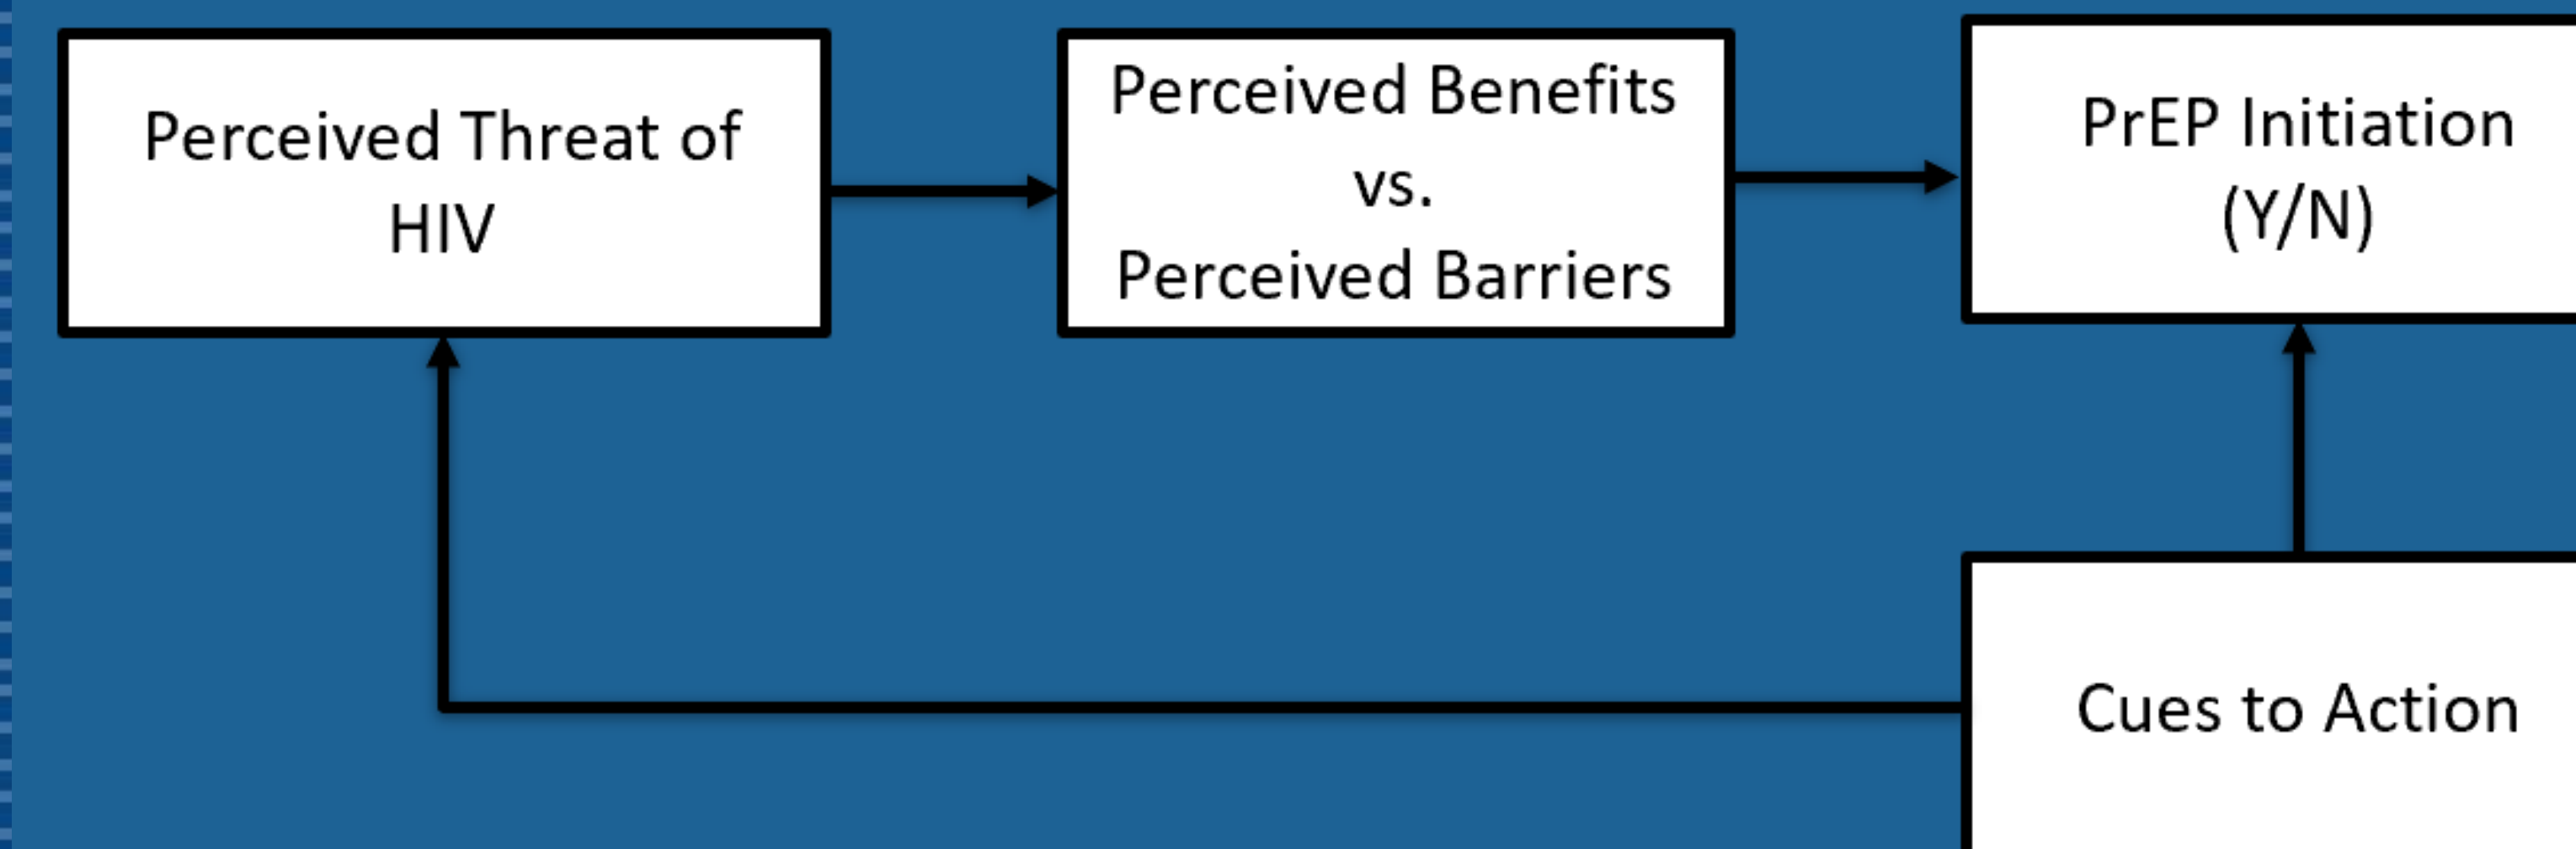 Perceived Threat of
HIV
Perceived Benefits
vs.
Perceived Barriers
PrEP Initiation
(Y/N)
Cues to Action